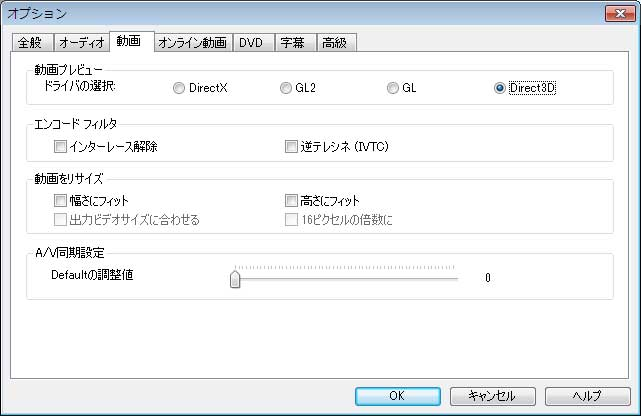 オプション
全般 オーディオ 動画 オンライン動画 DVD 字幕 高級
動画プレビュー
ドライバの選択: DirectX GL2 GL Direct3D
エンコード フィルタ
インターレース解除 逆テレシネ (IVTC)
動画をリサイズ
幅さにフィット 高さにフィット
出力ビデオサイズに合わせる 16ピクセルの倍数に
A/V同期設定
Defaultの調整値 0
OK キャンセル ヘルプ